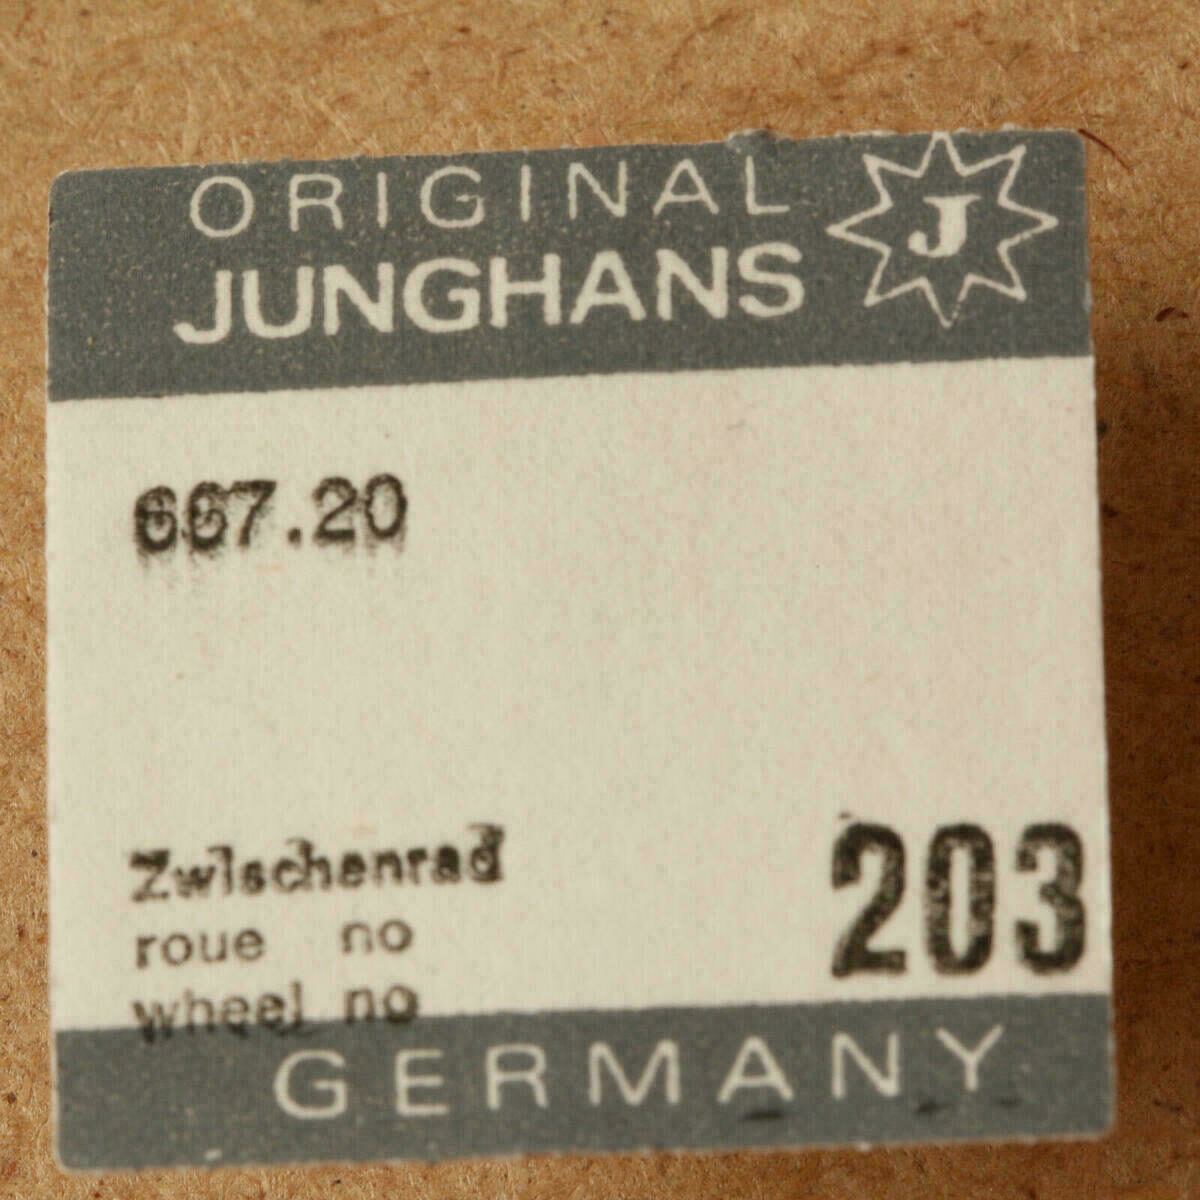 ORIGINAL
JUNGHANS
J
667.20
Zwischenrad
roue no
wheel no
203
GERMANY